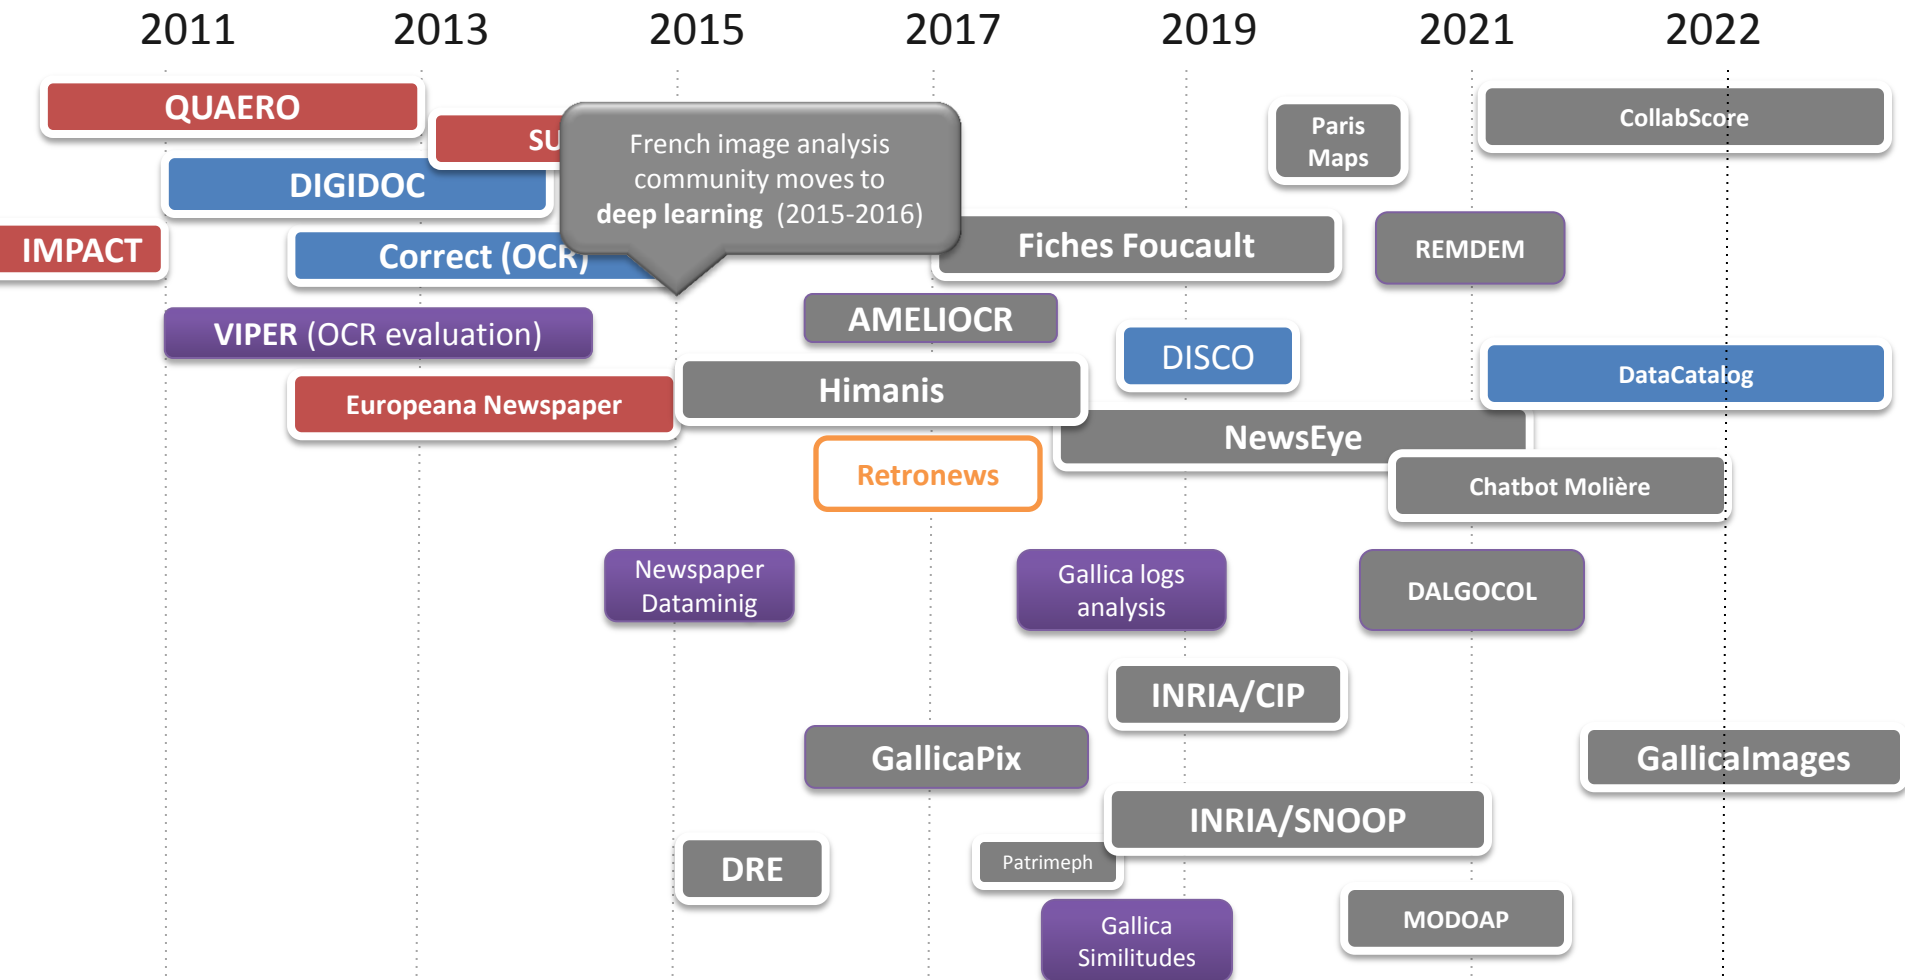 2011 2013 2015 2017 2019 2021 2022
QUAERO
SU
French image analysis
community moves to
deep learning (2015-2016)
Paris
Maps
CollabScore
DIGIDOC
IMPACT
Correct (OCR)
Fiches Foucault
REMDEM
VIPER (OCR evaluation)
AMELIOCR
DISCO
DataCatalog
Europeana Newspaper
Himanis
NewsEye
Retronews
Chatbot Molière
Newspaper
Dataminig
Gallica logs
analysis
DALGOCOL
INRIA/CIP
GallicaPix
GallicaImages
INRIA/SNOOP
DRE
Patrimeph
MODOAP
Gallica
Similitudes